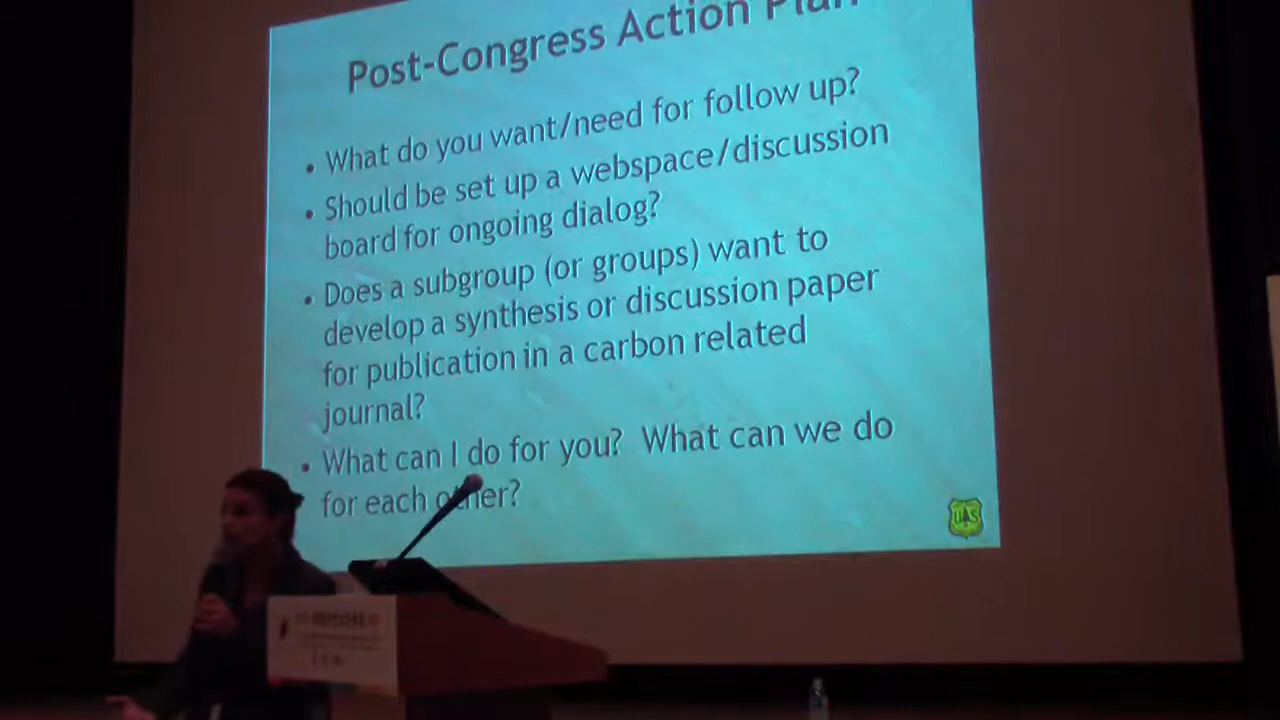 Post-Congress Action Plan
• What do you want/need for follow up?
• Should be set up a webspace/discussion
board for ongoing dialog?
• Does a subgroup (or groups) want to
develop a synthesis or discussion paper
for publication in a carbon related
journal?
• What can I do for you? What can we do
for each other?
UAS